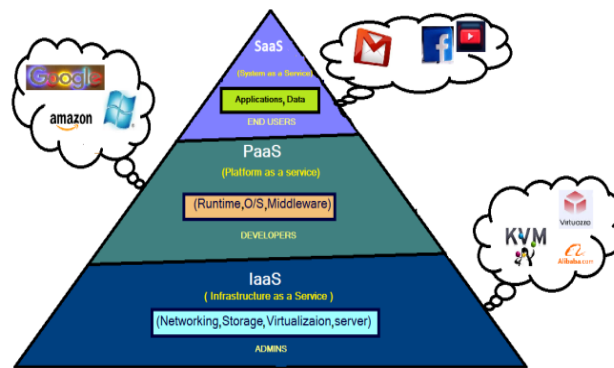 SaaS
(System as a Service)
Applications, Data
END USERS
Google
amazon
PaaS
(Platform as a service)
(Runtime,O/S,Middleware)
DEVELOPERS
KVM
Virtuozzo
Alibaba.com
IaaS
( Infrastructure as a Service )
(Networking,Storage,Virtualizaion,server)
ADMINS